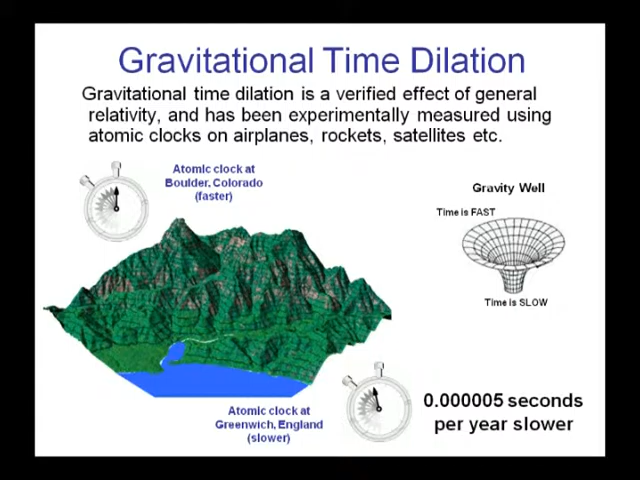 Gravitational Time Dilation
Gravitational time dilation is a verified effect of general
relativity, and has been experimentally measured using
atomic clocks on airplanes, rockets, satellites etc.
Atomic clock at
Boulder, Colorado
(faster)
Gravity Well
Time is FAST
Time is SLOW
Atomic clock at
Greenwich, England
(slower)
0.000005 seconds
per year slower